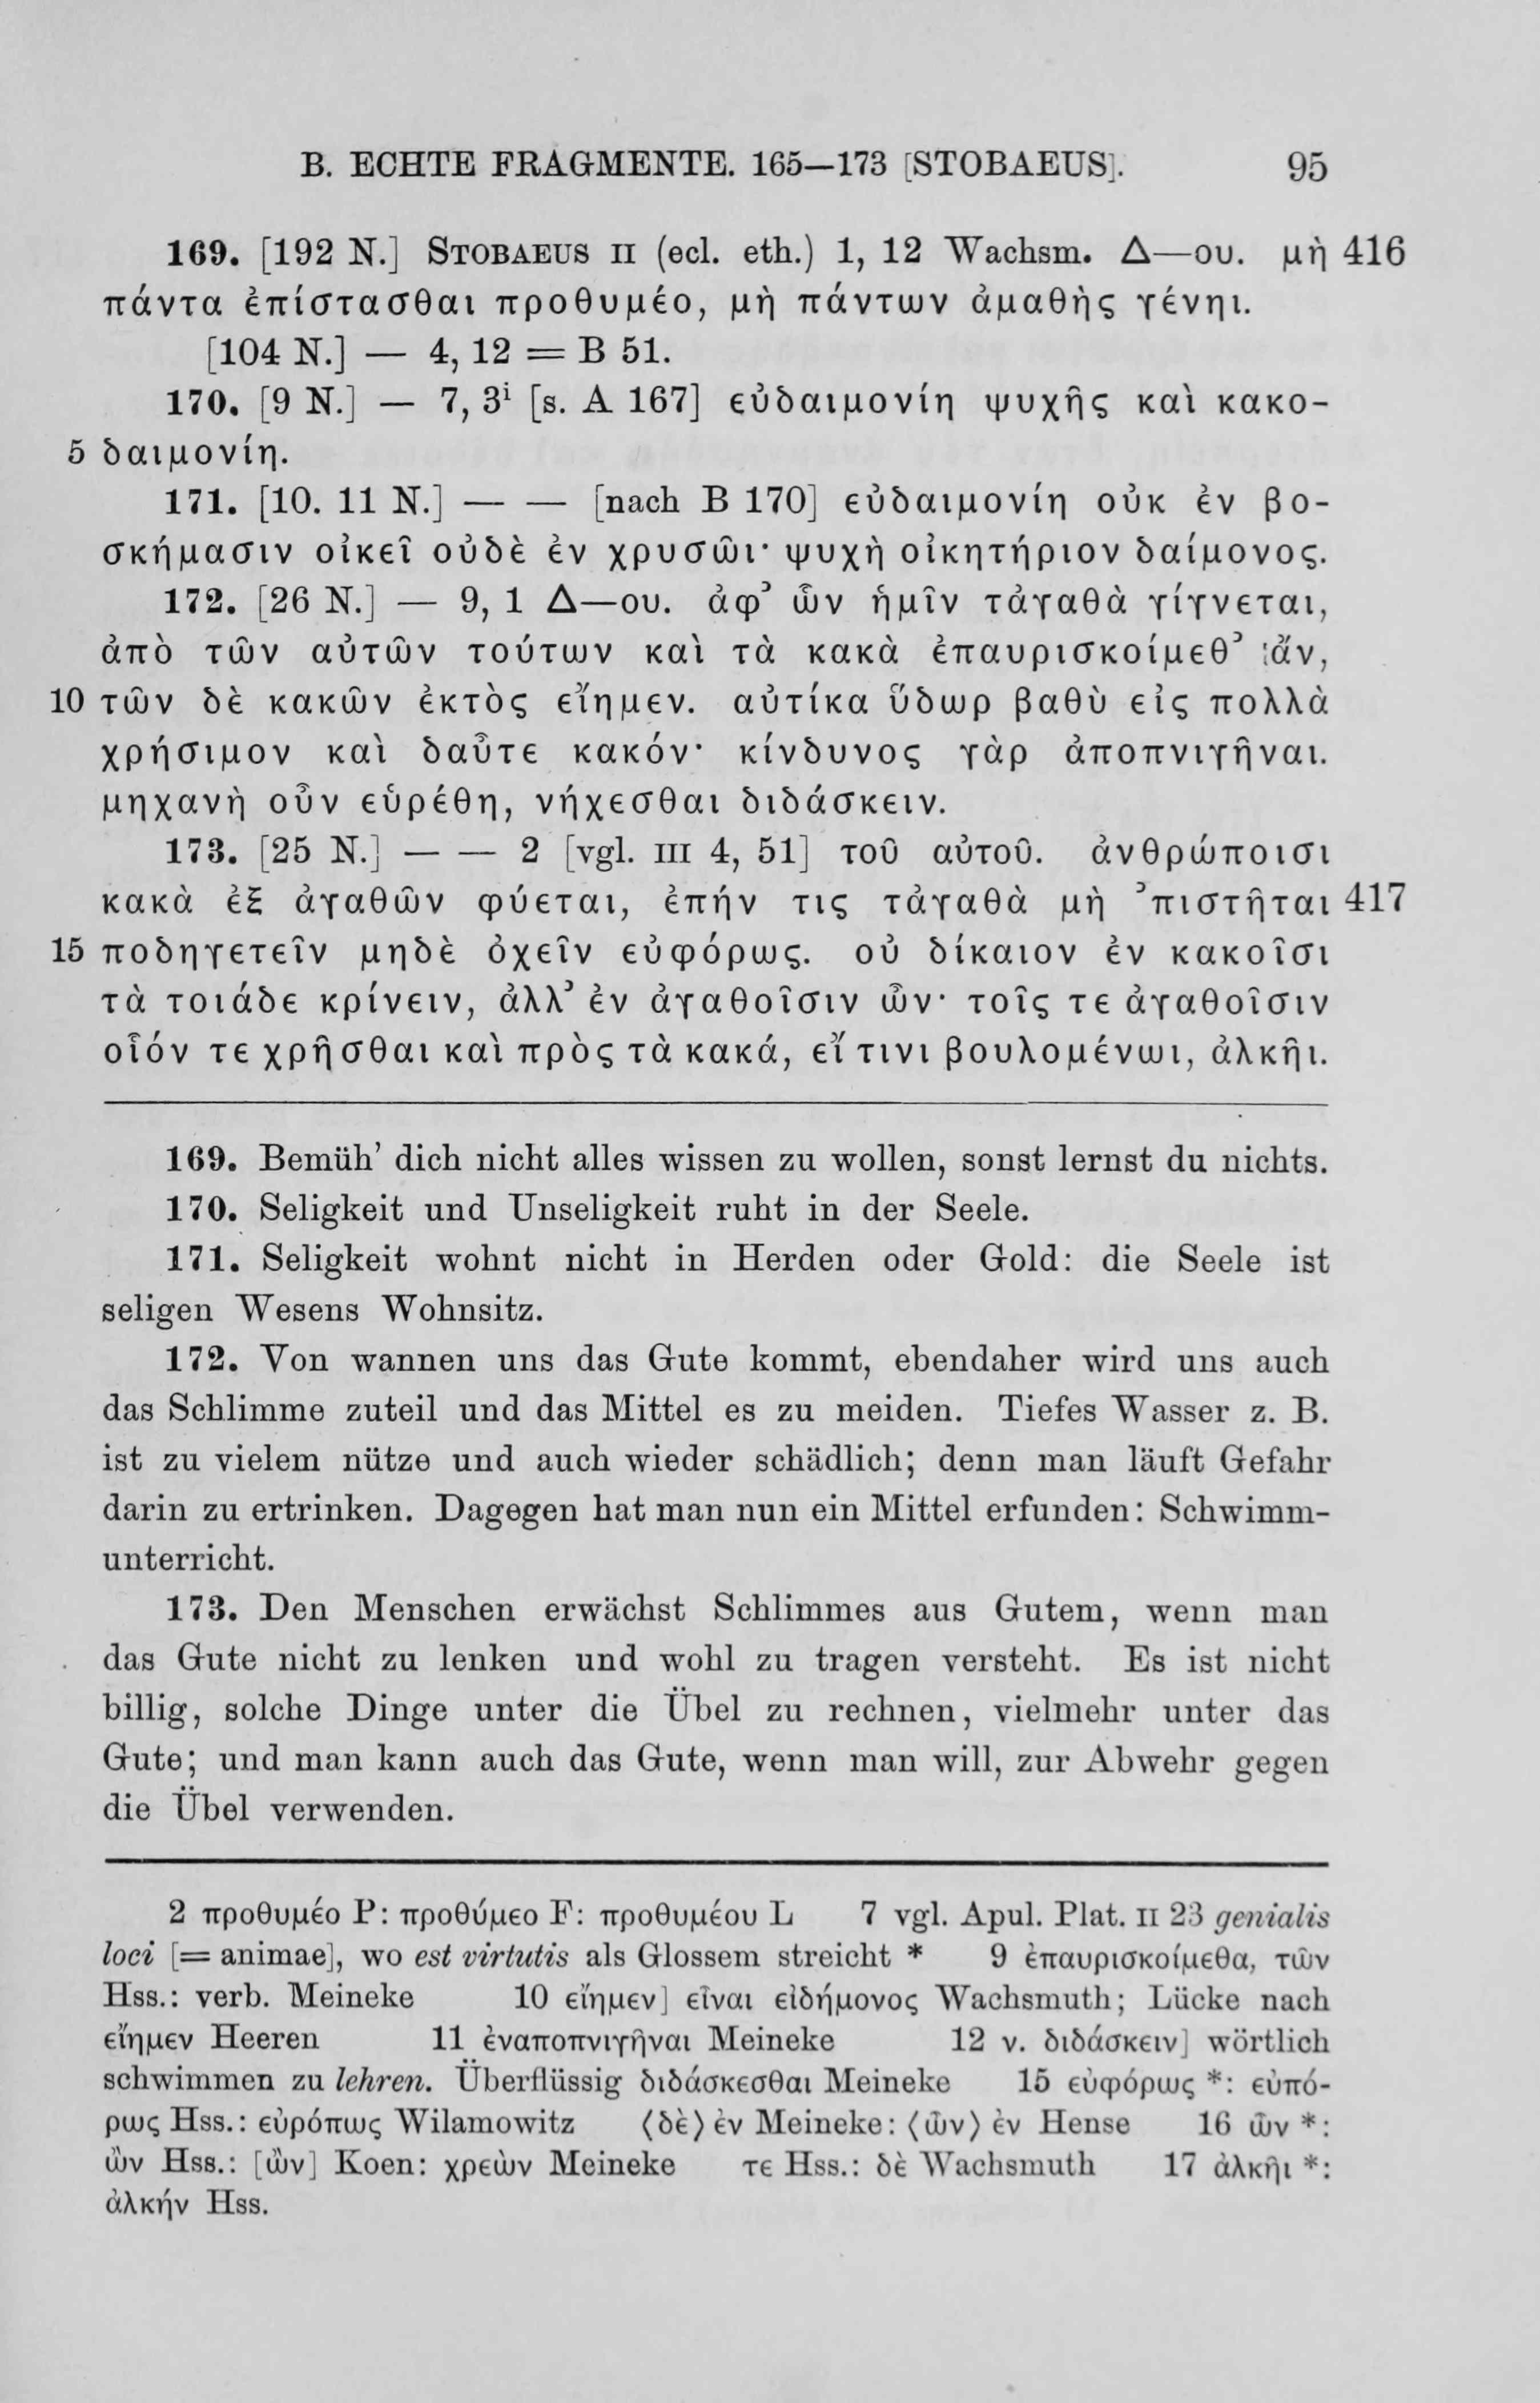 B. ECHTE FRAGMENTE. 165—173 [STOBAEUS]. 95
169. [192 N.] STOBAEUS II (ecl. eth.) 1, 12 Wachsm. Δ—ου. μὴ 416
πάντα ἐπίστασθαι προθυμέο, μὴ πάντων ἀμαθὴς γένηι.
[104 N.] — 4, 12 = B 51.
170. [9 N.] — 7, 3ⁱ [s. A 167] εὐδαιμονίη ψυχῆς καὶ κακο-
5 δαιμονίη.
171. [10. 11 N.] — — [nach B 170] εὐδαιμονίη οὐκ ἐν βο-
σκήμασιν οἰκεῖ οὐδὲ ἐν χρυσῶι· ψυχὴ οἰκητήριον δαίμονος.
172. [26 N.] — 9, 1 Δ—ου. ἀφ’ ὧν ἡμῖν τἀγαθὰ γίγνεται,
ἀπὸ τῶν αὐτῶν τούτων καὶ τὰ κακὰ ἐπαυρισκοίμεθ’ ἄν,
10 τῶν δὲ κακῶν ἐκτὸς εἴημεν. αὐτίκα ὕδωρ βαθὺ εἰς πολλὰ
χρήσιμον καὶ δαὖτε κακόν· κίνδυνος γὰρ ἀποπνιγῆναι.
μηχανὴ οὖν εὑρέθη, νήχεσθαι διδάσκειν.
173. [25 N.] — — 2 [vgl. III 4, 51] τοῦ αὐτοῦ. ἀνθρώποισι
κακὰ ἐξ ἀγαθῶν φύεται, ἐπήν τις τἀγαθὰ μὴ ’πιστῆται 417
15 ποδηγετεῖν μηδὲ ὀχεῖν εὐφόρως. οὐ δίκαιον ἐν κακοῖσι
τὰ τοιάδε κρίνειν, ἀλλ’ ἐν ἀγαθοῖσιν ὦν· τοῖς τε ἀγαθοῖσιν
οἷόν τε χρῆσθαι καὶ πρὸς τὰ κακά, εἴ τινι βουλομένωι, ἀλκῆι.
169. Bemüh’ dich nicht alles wissen zu wollen, sonst lernst du nichts.
170. Seligkeit und Unseligkeit ruht in der Seele.
171. Seligkeit wohnt nicht in Herden oder Gold: die Seele ist
seligen Wesens Wohnsitz.
172. Von wannen uns das Gute kommt, ebendaher wird uns auch
das Schlimme zuteil und das Mittel es zu meiden. Tiefes Wasser z. B.
ist zu vielem nütze und auch wieder schädlich; denn man läuft Gefahr
darin zu ertrinken. Dagegen hat man nun ein Mittel erfunden: Schwimm-
unterricht.
173. Den Menschen erwächst Schlimmes aus Gutem, wenn man
das Gute nicht zu lenken und wohl zu tragen versteht. Es ist nicht
billig, solche Dinge unter die Übel zu rechnen, vielmehr unter das
Gute; und man kann auch das Gute, wenn man will, zur Abwehr gegen
die Übel verwenden.
2 προθυμέο P: προθύμεο F: προθυμέου L 7 vgl. Apul. Plat. II 23 genialis
loci [= animae], wo est virtutis als Glossem streicht * 9 ἐπαυρισκοίμεθα, τῶν
Hss.: verb. Meineke 10 εἴημεν] εἶναι εἰδήμονος Wachsmuth; Lücke nach
εἴημεν Heeren 11 ἐναποπνιγῆναι Meineke 12 ν. διδάσκειν] wörtlich
schwimmen zu lehren. Überflüssig διδάσκεσθαι Meineke 15 εὐφόρως *: εὐπό-
ρως Hss.: εὐρόπως Wilamowitz ⟨δὲ⟩ ἐν Meineke: ⟨ὦν⟩ ἐν Hense 16 ὦν *:
ὢν Hss.: [ὢν] Koen: χρεὼν Meineke τε Hss.: δὲ Wachsmuth 17 ἀλκῆι *:
ἀλκήν Hss.